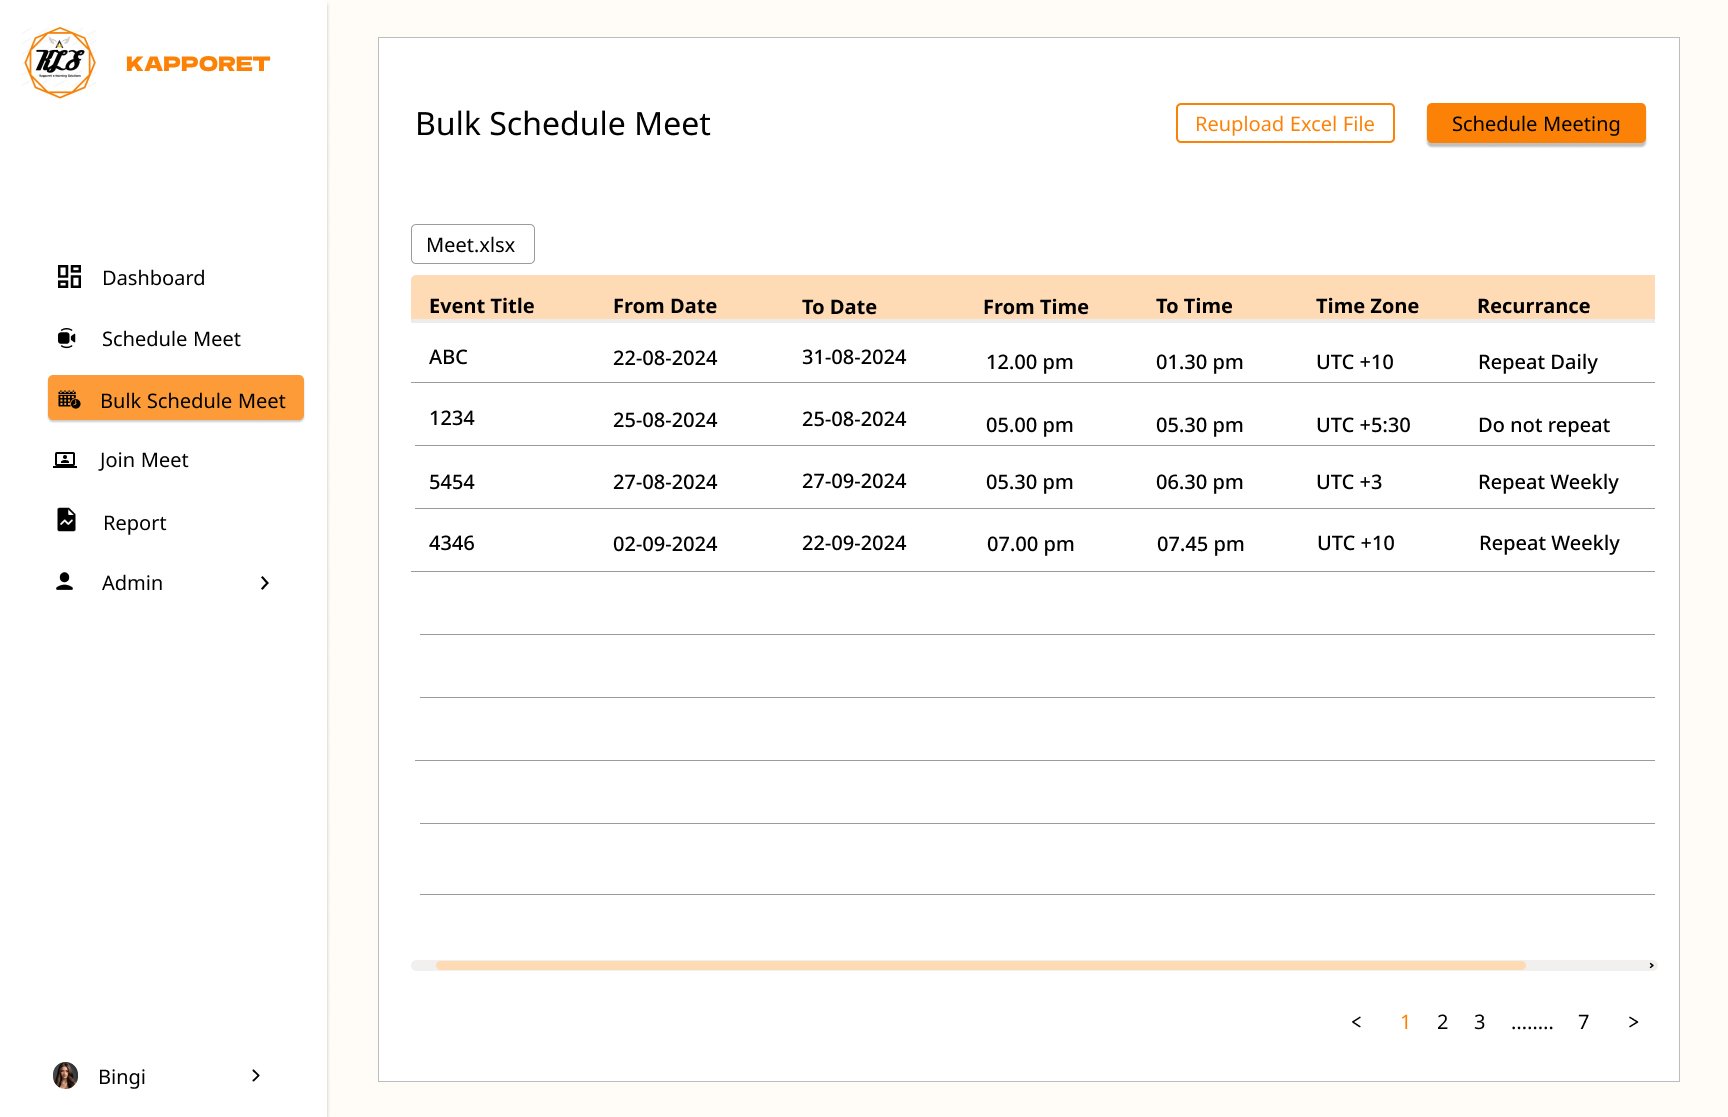 KLS
Kapporet e-learning Solutions
KAPPORET
Dashboard
Schedule Meet
Bulk Schedule Meet
Join Meet
Report
Admin
Bingi
Bulk Schedule Meet
Reupload Excel File
Schedule Meeting
Meet.xlsx
Event Title From Date To Date From Time To Time Time Zone Recurrance
ABC 22-08-2024 31-08-2024 12.00 pm 01.30 pm UTC +10 Repeat Daily
1234 25-08-2024 25-08-2024 05.00 pm 05.30 pm UTC +5:30 Do not repeat
5454 27-08-2024 27-09-2024 05.30 pm 06.30 pm UTC +3 Repeat Weekly
4346 02-09-2024 22-09-2024 07.00 pm 07.45 pm UTC +10 Repeat Weekly
< 1 2 3 ........ 7 >